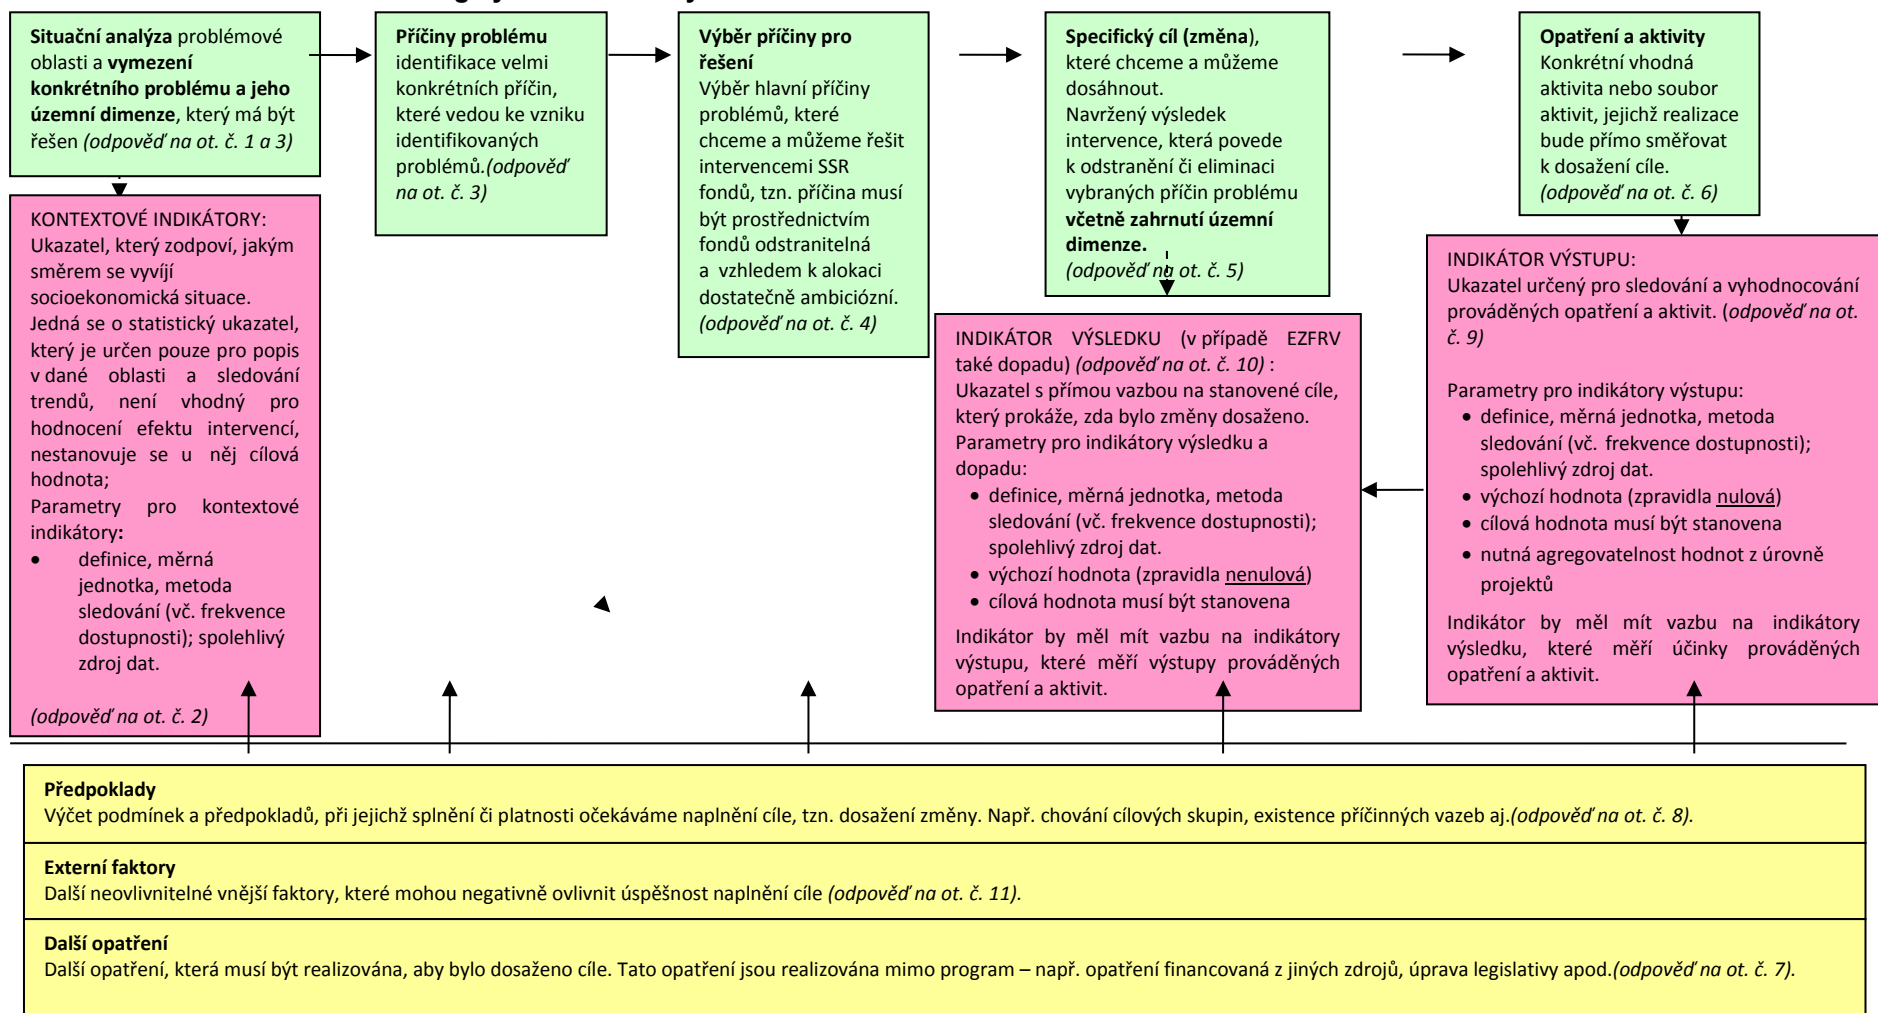 Situační analýza problémové
oblasti a vymezení
konkrétního problému a jeho
územní dimenze, který má být
řešen (odpověď na ot. č. 1 a 3)
Příčiny problému
identifikace velmi
konkrétních příčin,
které vedou ke vzniku
identifikovaných
problémů.(odpověď
na ot. č. 3)
Výběr příčiny pro
řešení
Výběr hlavní příčiny
problémů, které
chceme a můžeme řešit
intervencemi SSR
fondů, tzn. příčina musí
být prostřednictvím
fondů odstranitelná
a vzhledem k alokaci
dostatečně ambiciózní.
(odpověď na ot. č. 4)
Specifický cíl (změna),
které chceme a můžeme
dosáhnout.
Navržený výsledek
intervence, která povede
k odstranění či eliminaci
vybraných příčin problému
včetně zahrnutí územní
dimenze.
(odpověď na ot. č. 5)
Opatření a aktivity
Konkrétní vhodná
aktivita nebo soubor
aktivit, jejichž realizace
bude přímo směřovat
k dosažení cíle.
(odpověď na ot. č. 6)
KONTEXTOVÉ INDIKÁTORY:
Ukazatel, který zodpoví, jakým
směrem se vyvíjí
socioekonomická situace.
Jedná se o statistický ukazatel,
který je určen pouze pro popis
v dané oblasti a sledování
trendů, není vhodný pro
hodnocení efektu intervencí,
nestanovuje se u něj cílová
hodnota;
Parametry pro kontextové
indikátory:
• definice, měrná
jednotka, metoda
sledování (vč. frekvence
dostupnosti); spolehlivý
zdroj dat.
(odpověď na ot. č. 2)
INDIKÁTOR VÝSLEDKU (v případě EZFRV
také dopadu) (odpověď na ot. č. 10) :
Ukazatel s přímou vazbou na stanovené cíle,
který prokáže, zda bylo změny dosaženo.
Parametry pro indikátory výsledku a
dopadu:
• definice, měrná jednotka, metoda
sledování (vč. frekvence dostupnosti);
spolehlivý zdroj dat.
• výchozí hodnota (zpravidla nenulová)
• cílová hodnota musí být stanovena
Indikátor by měl mít vazbu na indikátory
výstupu, které měří výstupy prováděných
opatření a aktivit.
INDIKÁTOR VÝSTUPU:
Ukazatel určený pro sledování a vyhodnocování
prováděných opatření a aktivit. (odpověď na ot.
č. 9)
Parametry pro indikátory výstupu:
• definice, měrná jednotka, metoda
sledování (vč. frekvence dostupnosti);
spolehlivý zdroj dat.
• výchozí hodnota (zpravidla nulová)
• cílová hodnota musí být stanovena
• nutná agregovatelnost hodnot z úrovně
projektů
Indikátor by měl mít vazbu na indikátory
výsledku, které měří účinky prováděných
opatření a aktivit.
Předpoklady
Výčet podmínek a předpokladů, při jejichž splnění či platnosti očekáváme naplnění cíle, tzn. dosažení změny. Např. chování cílových skupin, existence příčinných vazeb aj.(odpověď na ot. č. 8).
Externí faktory
Další neovlivnitelné vnější faktory, které mohou negativně ovlivnit úspěšnost naplnění cíle (odpověď na ot. č. 11).
Další opatření
Další opatření, která musí být realizována, aby bylo dosaženo cíle. Tato opatření jsou realizována mimo program – např. opatření financovaná z jiných zdrojů, úprava legislativy apod.(odpověď na ot. č. 7).